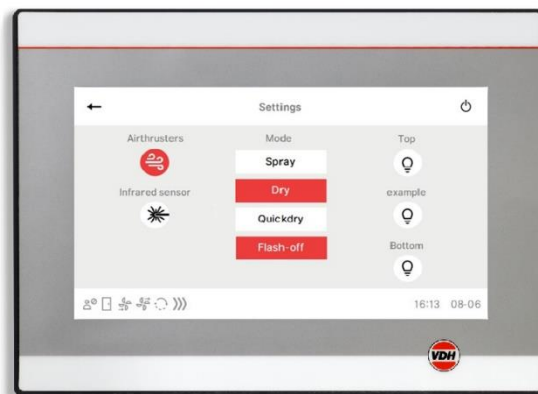 Settings
Airthrusters
Mode
Top
Spray
Infrared sensor
Dry
example
Quickdry
Flash-off
Bottom
16:13 08-06
VDH